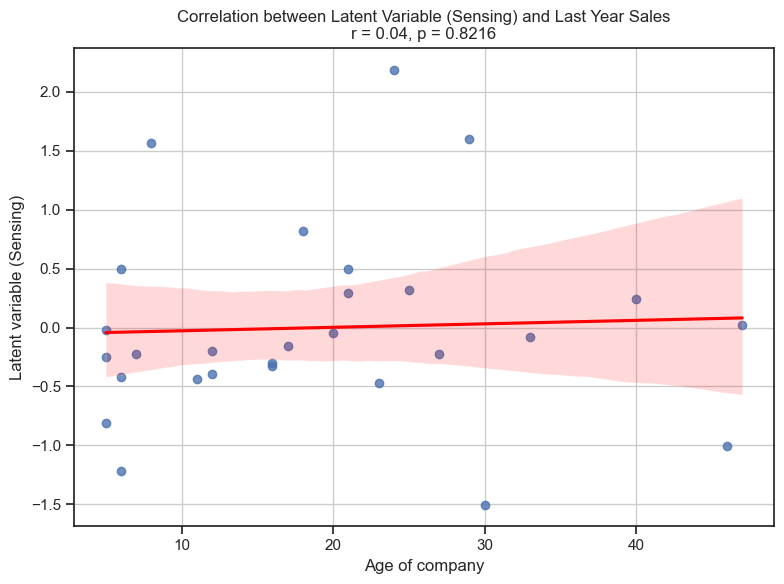 Correlation between Latent Variable (Sensing) and Last Year Sales
r = 0.04, p = 0.8216
Latent variable (Sensing)
2.0
1.5
1.0
0.5
0.0
−0.5
−1.0
−1.5
10 20 30 40
Age of company